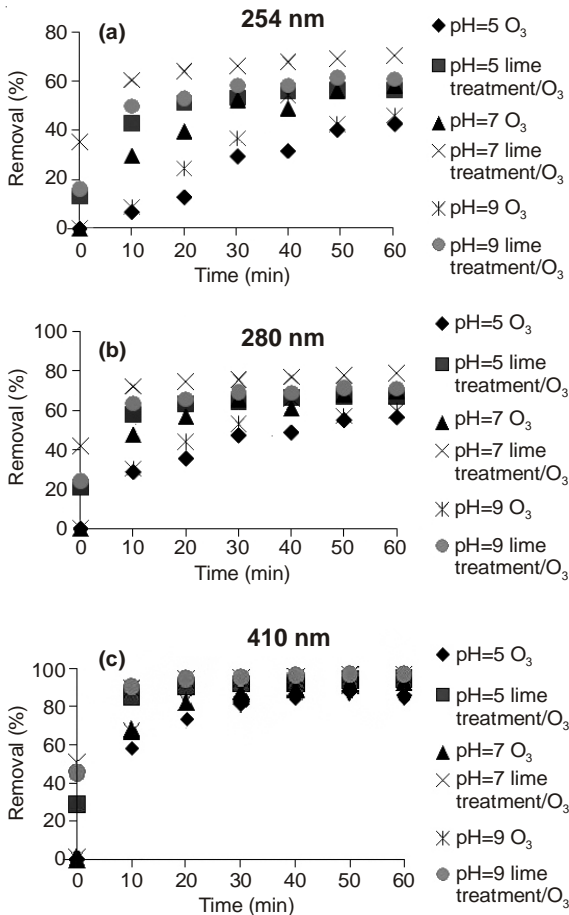 254 nm
(a)
Removal (%)
80
60
40
20
0
0 10 20 30 40 50 60
Time (min)
pH=5 O₃
pH=5 lime
treatment/O₃
pH=7 O₃
pH=7 lime
treatment/O₃
pH=9 O₃
pH=9 lime
treatment/O₃
280 nm
(b)
Removal (%)
100
80
60
40
20
0
0 10 20 30 40 50 60
Time (min)
pH=5 O₃
pH=5 lime
treatment/O₃
pH=7 O₃
pH=7 lime
treatment/O₃
pH=9 O₃
pH=9 lime
treatment/O₃
410 nm
(c)
Removal (%)
100
80
60
40
20
0
0 10 20 30 40 50 60
Time (min)
pH=5 O₃
pH=5 lime
treatment/O₃
pH=7 O₃
pH=7 lime
treatment/O₃
pH=9 O₃
pH=9 lime
treatment/O₃